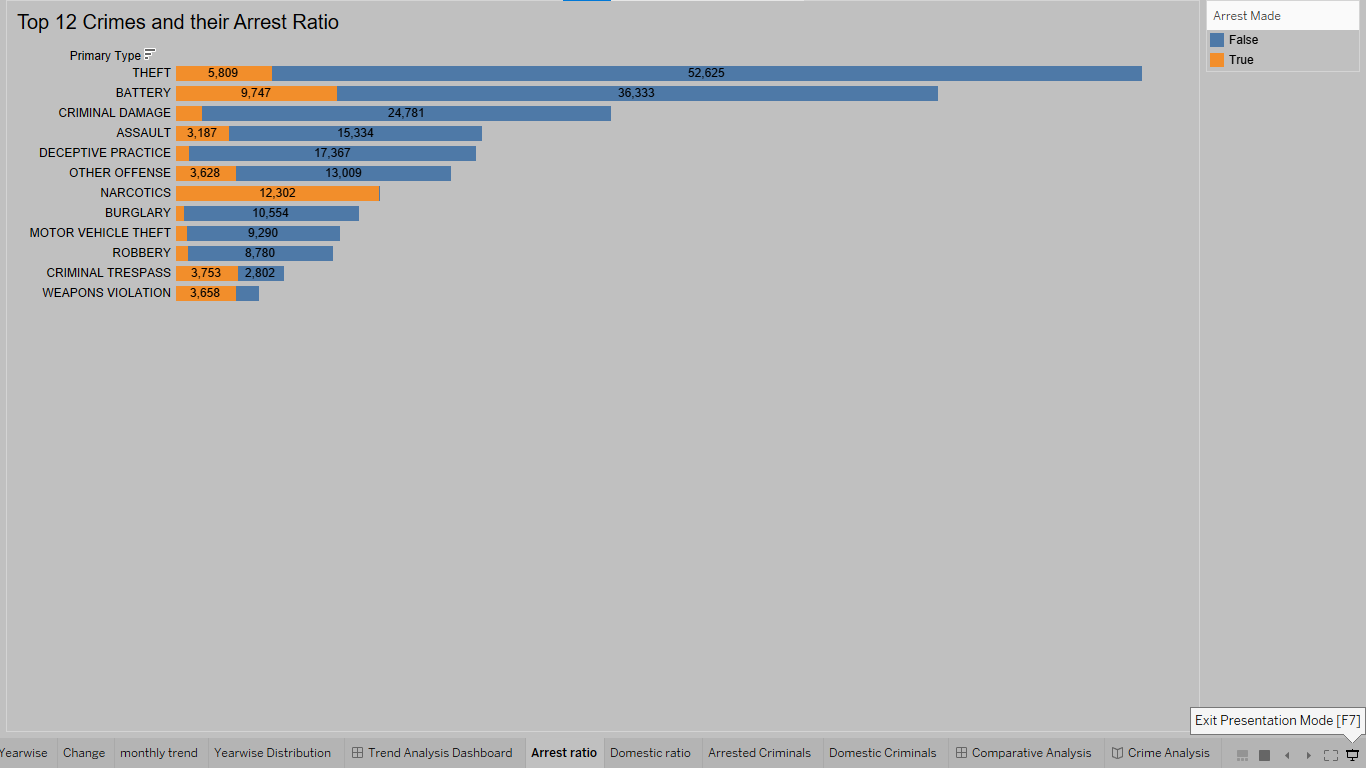 Top 12 Crimes and their Arrest Ratio
Arrest Made
False
True
Primary Type
THEFT 5,809 52,625
BATTERY 9,747 36,333
CRIMINAL DAMAGE 24,781
ASSAULT 3,187 15,334
DECEPTIVE PRACTICE 17,367
OTHER OFFENSE 3,628 13,009
NARCOTICS 12,302
BURGLARY 10,554
MOTOR VEHICLE THEFT 9,290
ROBBERY 8,780
CRIMINAL TRESPASS 3,753 2,802
WEAPONS VIOLATION 3,658
Exit Presentation Mode [F7]
Yearwise Change monthly trend Yearwise Distribution Trend Analysis Dashboard Arrest ratio Domestic ratio Arrested Criminals Domestic Criminals Comparative Analysis Crime Analysis